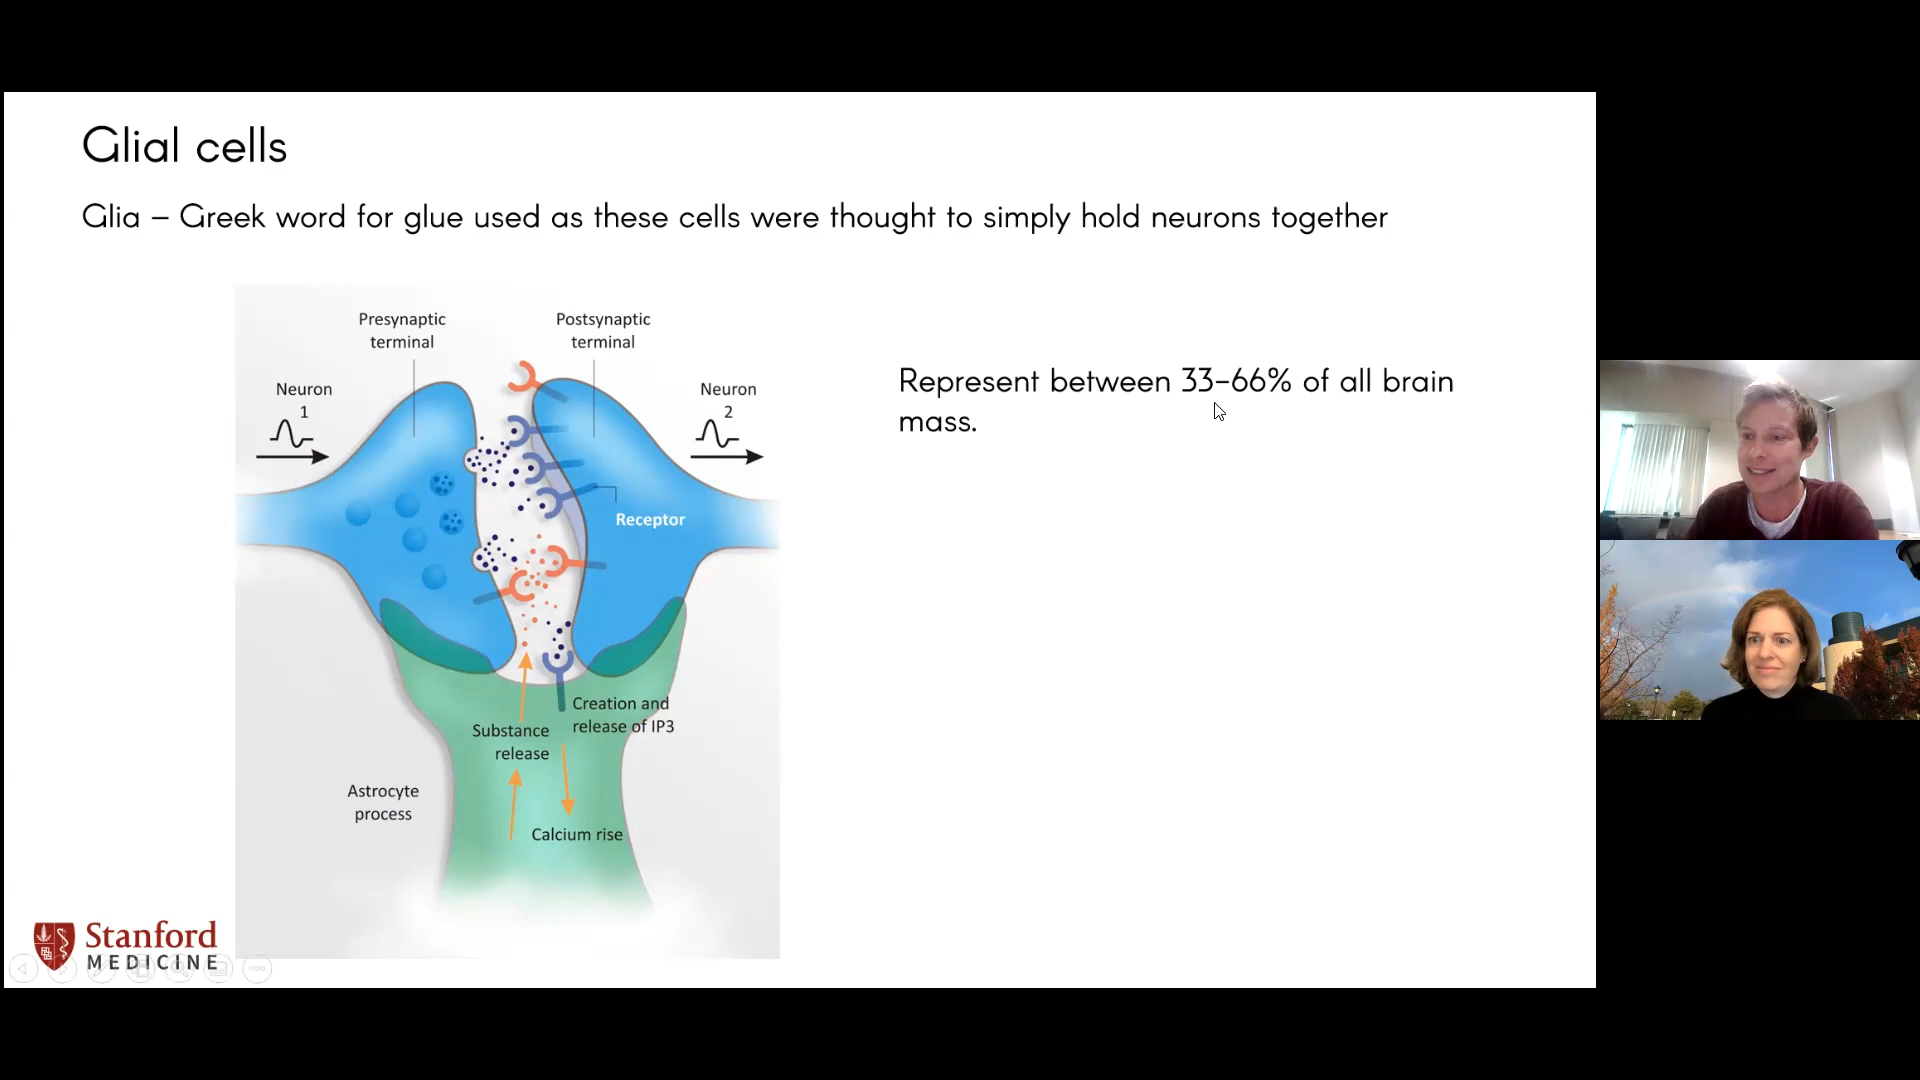 Glial cells
Glia – Greek word for glue used as these cells were thought to simply hold neurons together
Presynaptic
terminal
Postsynaptic
terminal
Neuron
1
Neuron
2
Receptor
Represent between 33-66% of all brain
mass.
Creation and
release of IP3
Substance
release
Astrocyte
process
Calcium rise
Stanford
MEDICINE